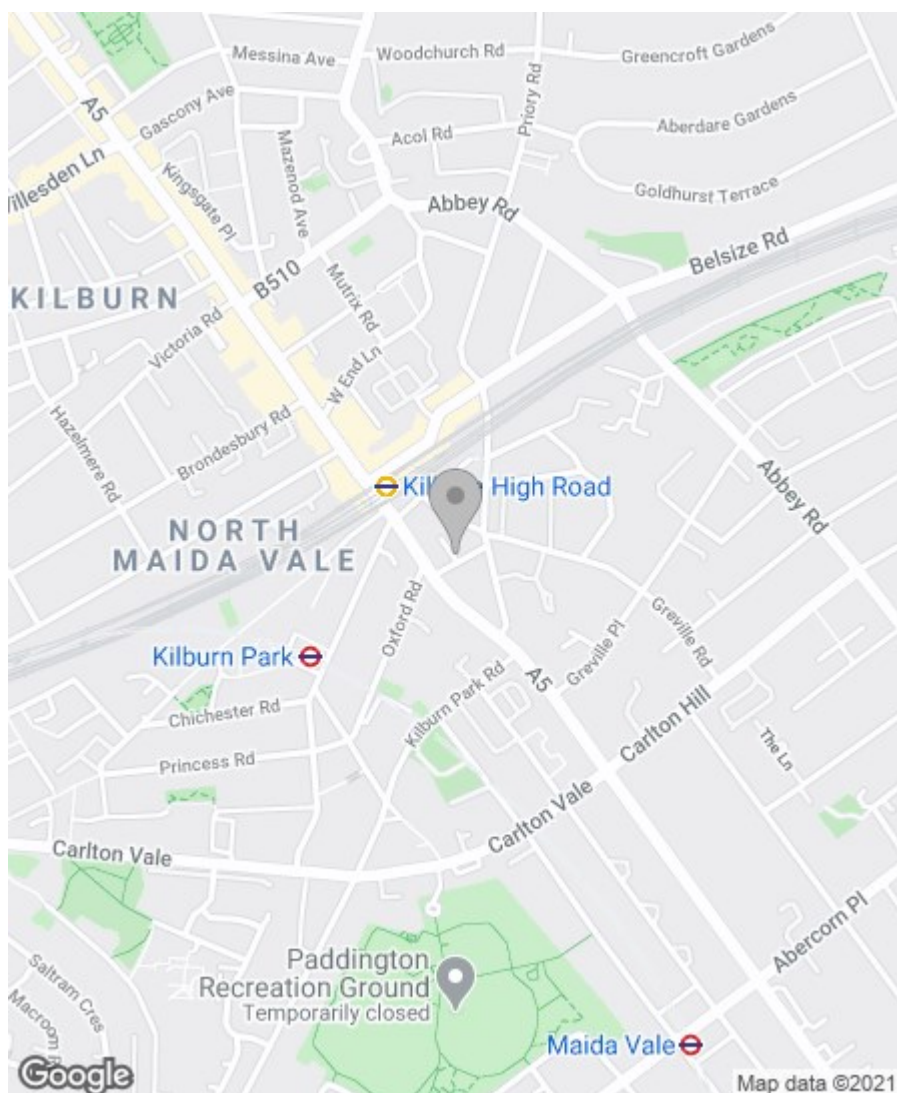 Messina Ave
Woodchurch Rd
Greencroft Gardens
A5
Gascony Ave
Priory Rd
Aberdare Gardens
Acol Rd
Mazenod Ave
Kingsgate Pl
Goldhurst Terrace
Abbey Rd
Belsize Rd
B510
KILBURN
Mutrix Rd
Victoria Rd
W End Ln
Brondesbury Rd
Hazelmere Rd
Abbey Rd
High Road
NORTH
MAIDA VALE
Oxford Rd
Greville Rd
Greville Pl
Kilburn Park
A5
Kilburn Park Rd
Chichester Rd
Carlton Hill
The Ln
Princess Rd
Carlton Vale
Carlton Vale
Abercorn Pl
Paddington
Recreation Ground
Temporarily closed
Saltram Cres
Maida Vale
Google
Map data ©2021